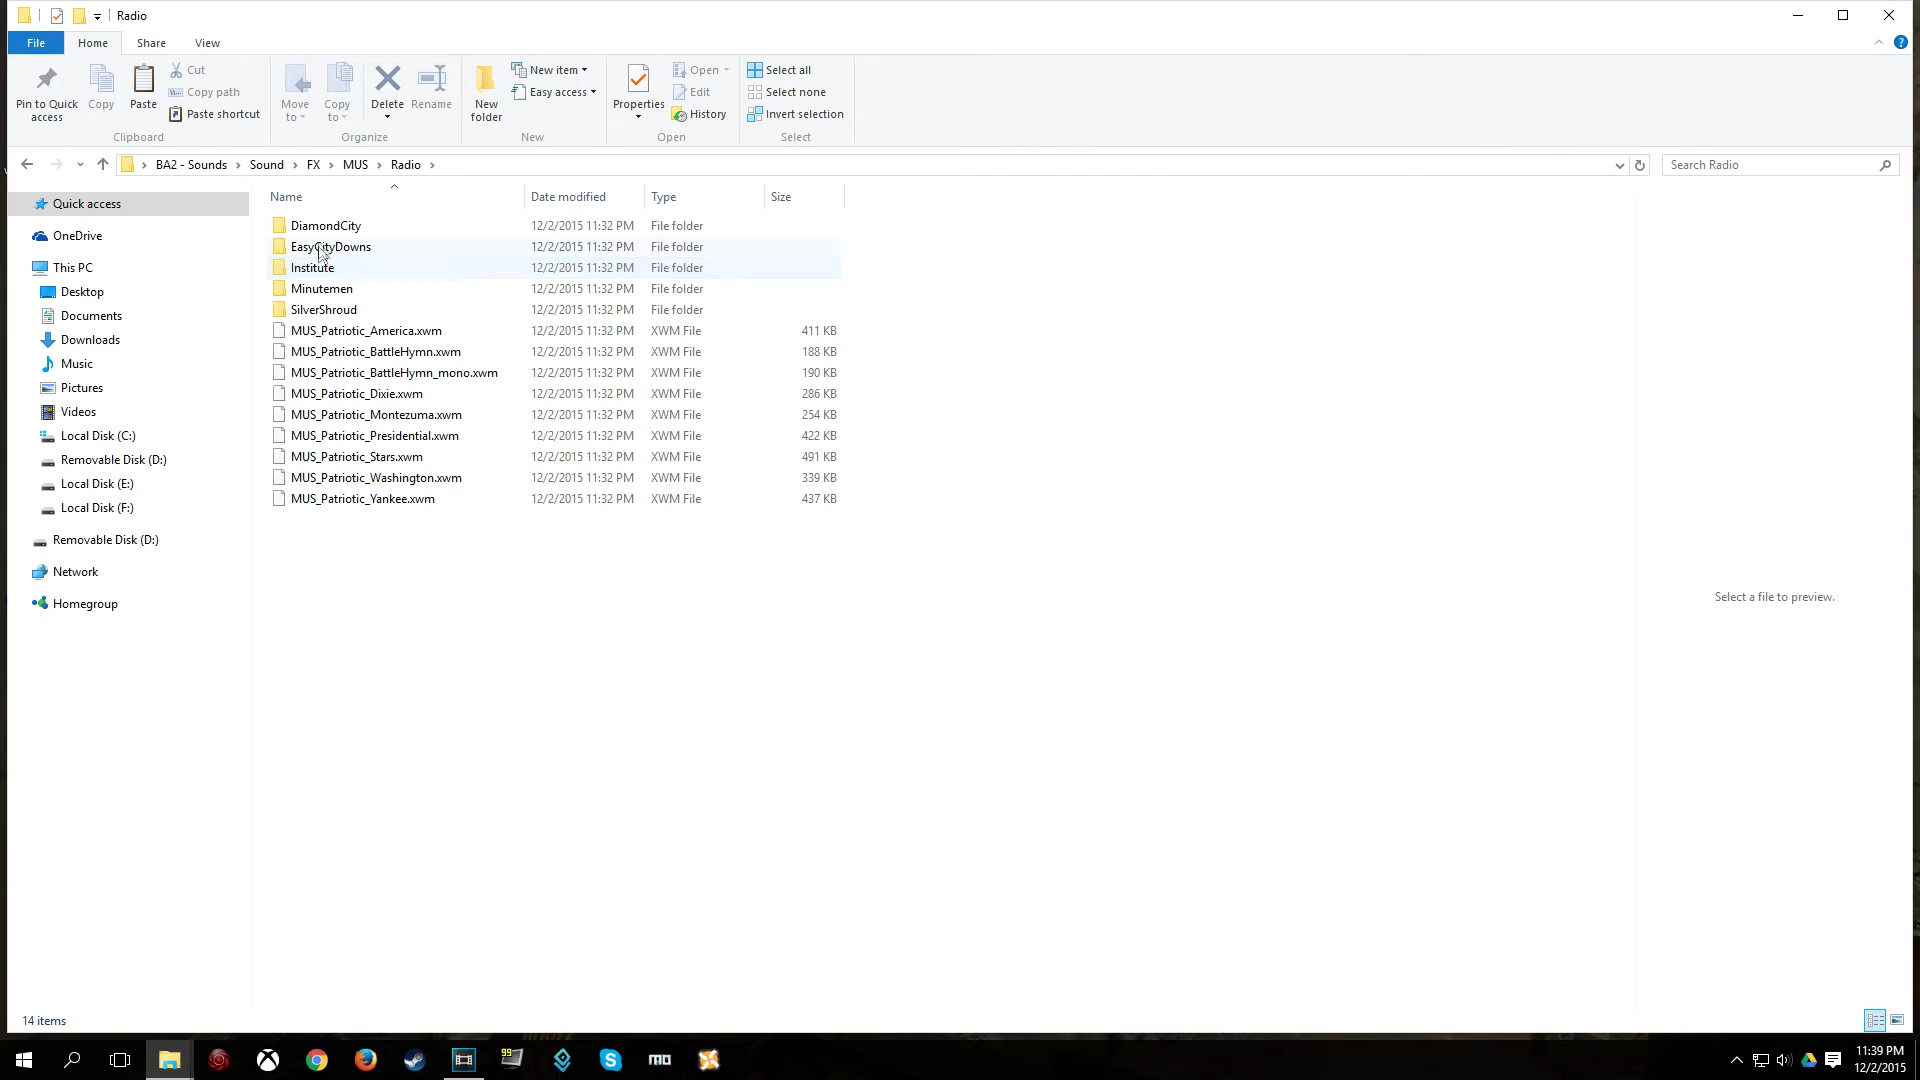 Radio
File Home Share View
Pin to Quick access
Copy
Paste
Cut
Copy path
Paste shortcut
Clipboard
Move to
Copy to
Delete
Rename
Organize
New folder
New item
Easy access
New
Properties
Open
Edit
History
Open
Select all
Select none
Invert selection
Select
BA2 - Sounds Sound FX MUS Radio
Search Radio
Quick access
OneDrive
This PC
Desktop
Documents
Downloads
Music
Pictures
Videos
Local Disk (C:)
Removable Disk (D:)
Local Disk (E:)
Local Disk (F:)
Removable Disk (D:)
Network
Homegroup
Name Date modified Type Size
DiamondCity 12/2/2015 11:32 PM File folder
EasyCityDowns 12/2/2015 11:32 PM File folder
Institute 12/2/2015 11:32 PM File folder
Minutemen 12/2/2015 11:32 PM File folder
SilverShroud 12/2/2015 11:32 PM File folder
MUS_Patriotic_America.xwm 12/2/2015 11:32 PM XWM File 411 KB
MUS_Patriotic_BattleHymn.xwm 12/2/2015 11:32 PM XWM File 188 KB
MUS_Patriotic_BattleHymn_mono.xwm 12/2/2015 11:32 PM XWM File 190 KB
MUS_Patriotic_Dixie.xwm 12/2/2015 11:32 PM XWM File 286 KB
MUS_Patriotic_Montezuma.xwm 12/2/2015 11:32 PM XWM File 254 KB
MUS_Patriotic_Presidential.xwm 12/2/2015 11:32 PM XWM File 422 KB
MUS_Patriotic_Stars.xwm 12/2/2015 11:32 PM XWM File 491 KB
MUS_Patriotic_Washington.xwm 12/2/2015 11:32 PM XWM File 339 KB
MUS_Patriotic_Yankee.xwm 12/2/2015 11:32 PM XWM File 437 KB
Select a file to preview.
14 items
99
MO
11:39 PM
12/2/2015